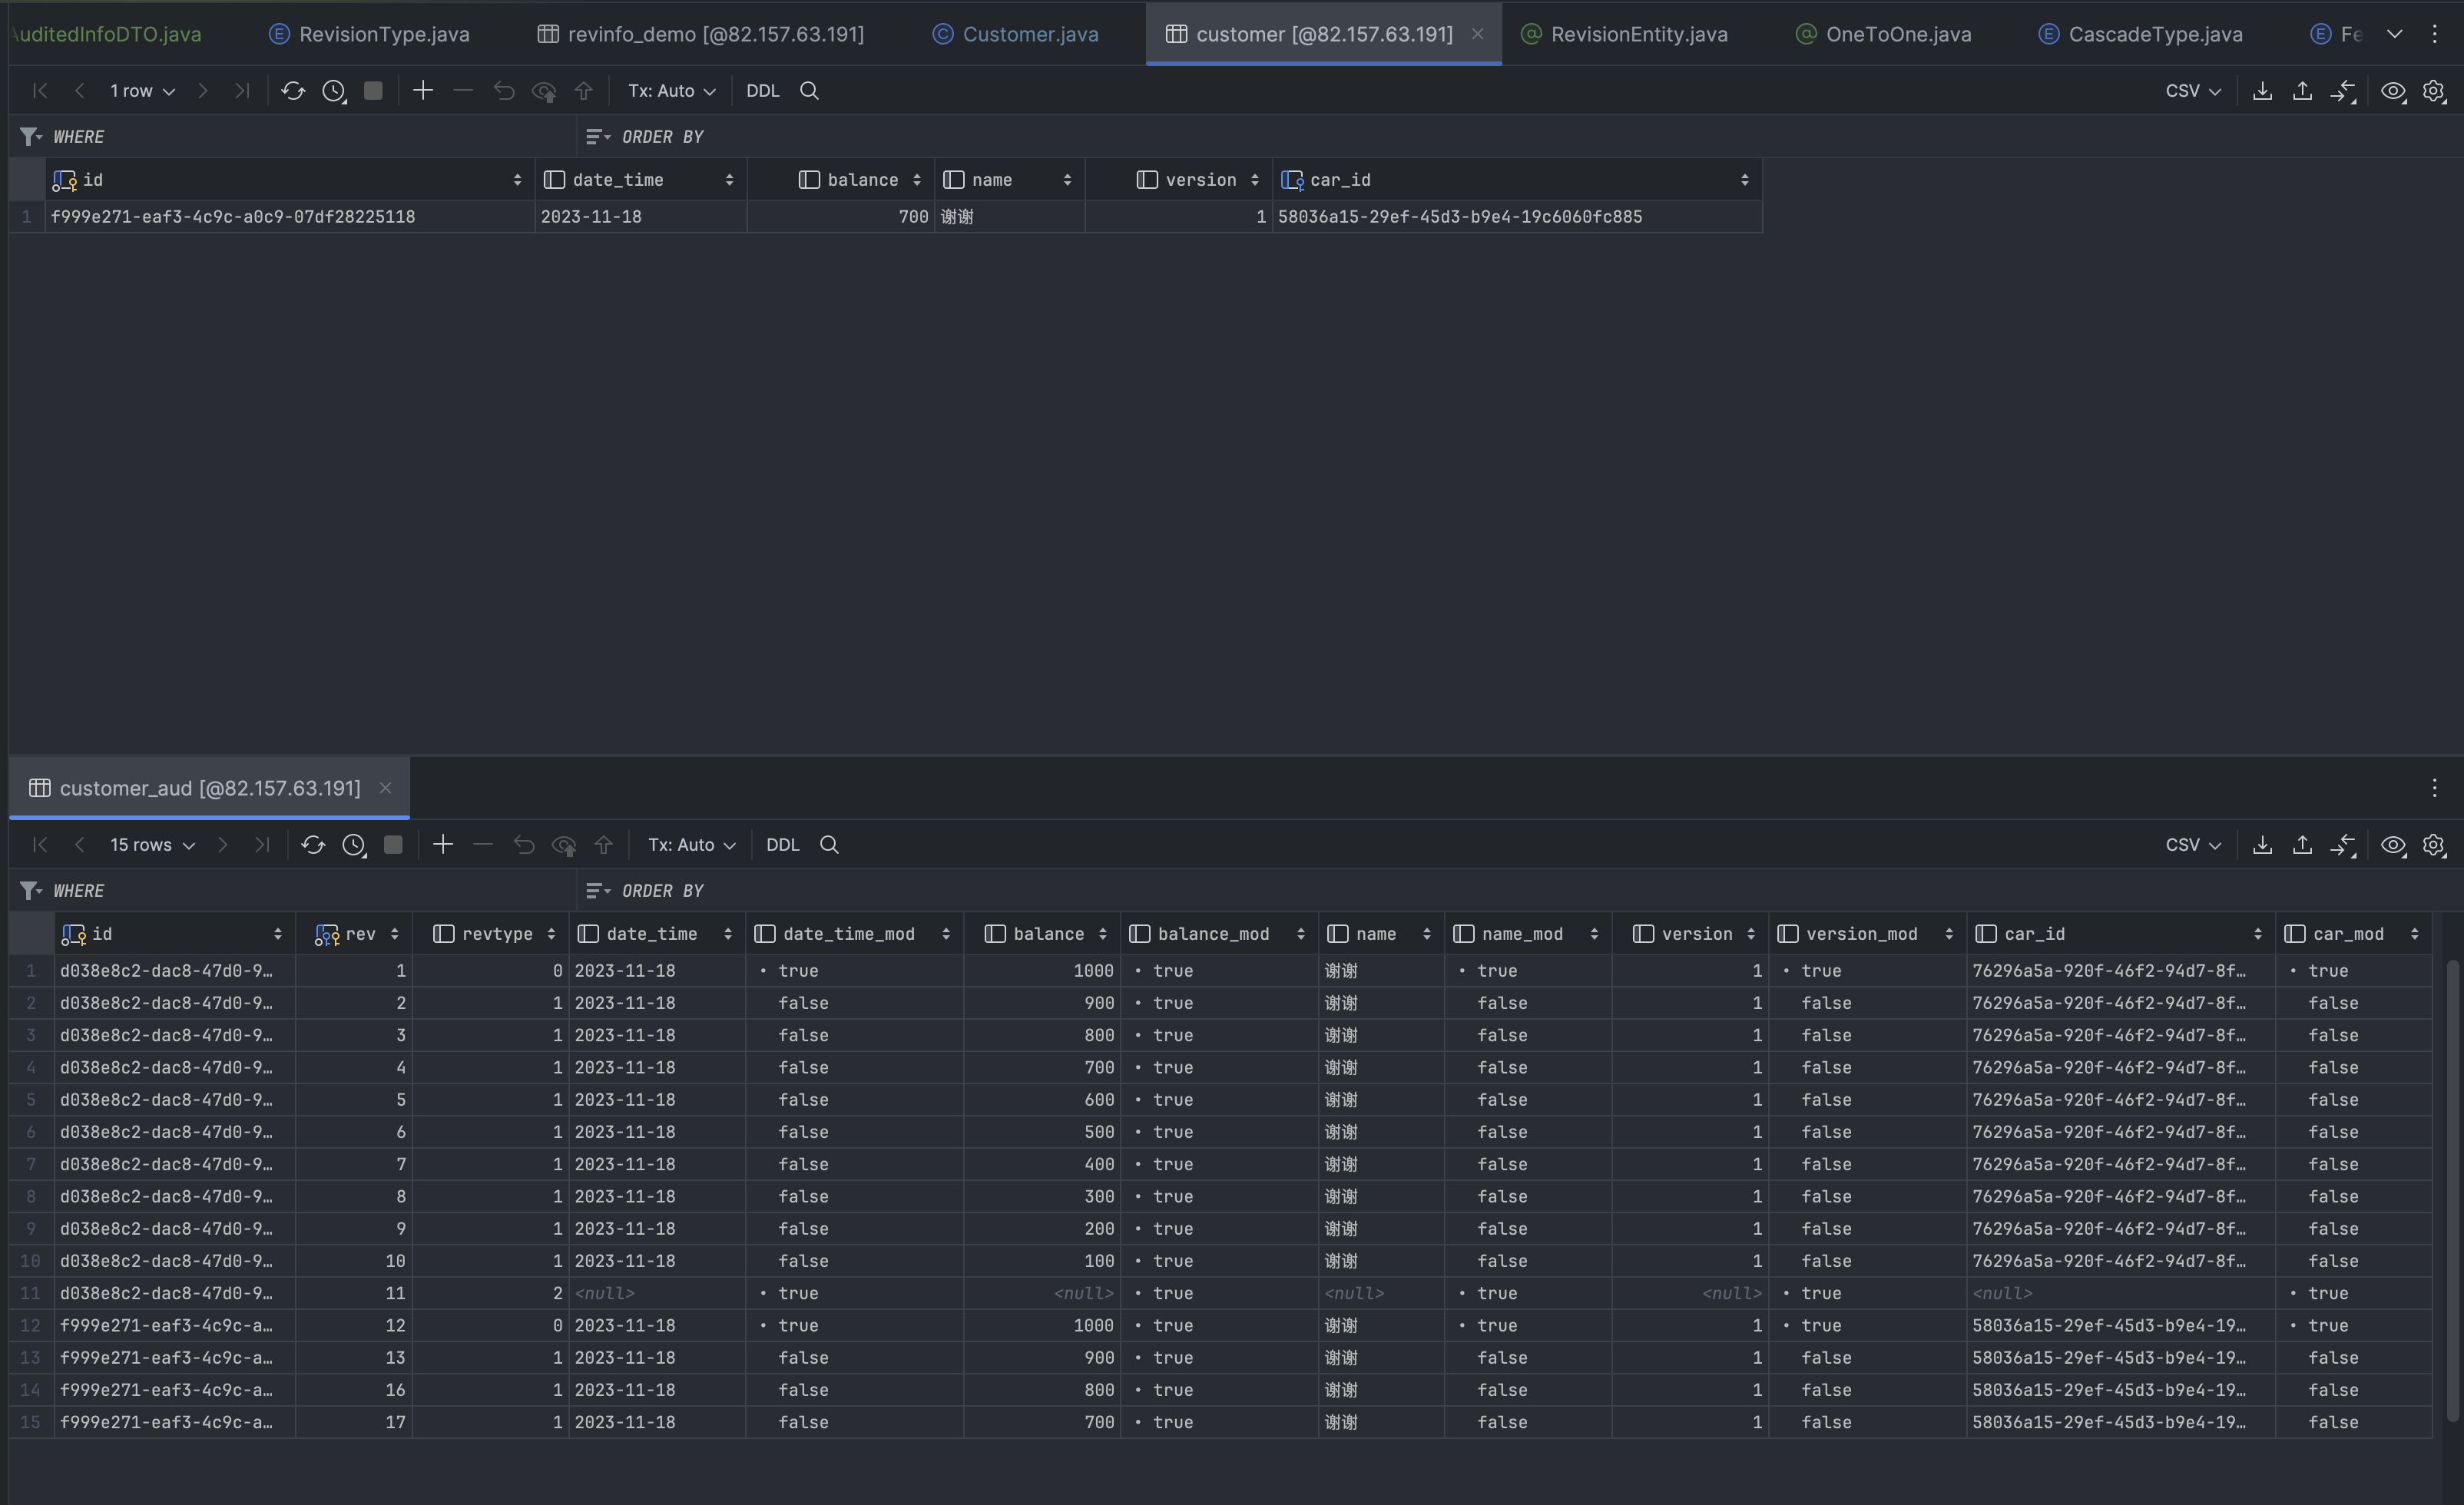 AuditedInfoDTO.java RevisionType.java revinfo_demo [@82.157.63.191] Customer.java customer [@82.157.63.191] RevisionEntity.java OneToOne.java CascadeType.java Fe
1 row Tx: Auto DDL CSV
WHERE ORDER BY
id date_time balance name version car_id
1 f999e271-eaf3-4c9c-a0c9-07df28225118 2023-11-18 700 谢谢 1 58036a15-29ef-45d3-b9e4-19c6060fc885
customer_aud [@82.157.63.191]
15 rows Tx: Auto DDL CSV
WHERE ORDER BY
id rev revtype date_time date_time_mod balance balance_mod name name_mod version version_mod car_id car_mod
1 d038e8c2-dac8-47d0-9… 1 0 2023-11-18 • true 1000 • true 谢谢 • true 1 • true 76296a5a-920f-46f2-94d7-8f… • true
2 d038e8c2-dac8-47d0-9… 2 1 2023-11-18 false 900 • true 谢谢 false 1 false 76296a5a-920f-46f2-94d7-8f… false
3 d038e8c2-dac8-47d0-9… 3 1 2023-11-18 false 800 • true 谢谢 false 1 false 76296a5a-920f-46f2-94d7-8f… false
4 d038e8c2-dac8-47d0-9… 4 1 2023-11-18 false 700 • true 谢谢 false 1 false 76296a5a-920f-46f2-94d7-8f… false
5 d038e8c2-dac8-47d0-9… 5 1 2023-11-18 false 600 • true 谢谢 false 1 false 76296a5a-920f-46f2-94d7-8f… false
6 d038e8c2-dac8-47d0-9… 6 1 2023-11-18 false 500 • true 谢谢 false 1 false 76296a5a-920f-46f2-94d7-8f… false
7 d038e8c2-dac8-47d0-9… 7 1 2023-11-18 false 400 • true 谢谢 false 1 false 76296a5a-920f-46f2-94d7-8f… false
8 d038e8c2-dac8-47d0-9… 8 1 2023-11-18 false 300 • true 谢谢 false 1 false 76296a5a-920f-46f2-94d7-8f… false
9 d038e8c2-dac8-47d0-9… 9 1 2023-11-18 false 200 • true 谢谢 false 1 false 76296a5a-920f-46f2-94d7-8f… false
10 d038e8c2-dac8-47d0-9… 10 1 2023-11-18 false 100 • true 谢谢 false 1 false 76296a5a-920f-46f2-94d7-8f… false
11 d038e8c2-dac8-47d0-9… 11 2 <null> • true <null> • true <null> • true <null> • true <null> • true
12 f999e271-eaf3-4c9c-a… 12 0 2023-11-18 • true 1000 • true 谢谢 • true 1 • true 58036a15-29ef-45d3-b9e4-19… • true
13 f999e271-eaf3-4c9c-a… 13 1 2023-11-18 false 900 • true 谢谢 false 1 false 58036a15-29ef-45d3-b9e4-19… false
14 f999e271-eaf3-4c9c-a… 16 1 2023-11-18 false 800 • true 谢谢 false 1 false 58036a15-29ef-45d3-b9e4-19… false
15 f999e271-eaf3-4c9c-a… 17 1 2023-11-18 false 700 • true 谢谢 false 1 false 58036a15-29ef-45d3-b9e4-19… false